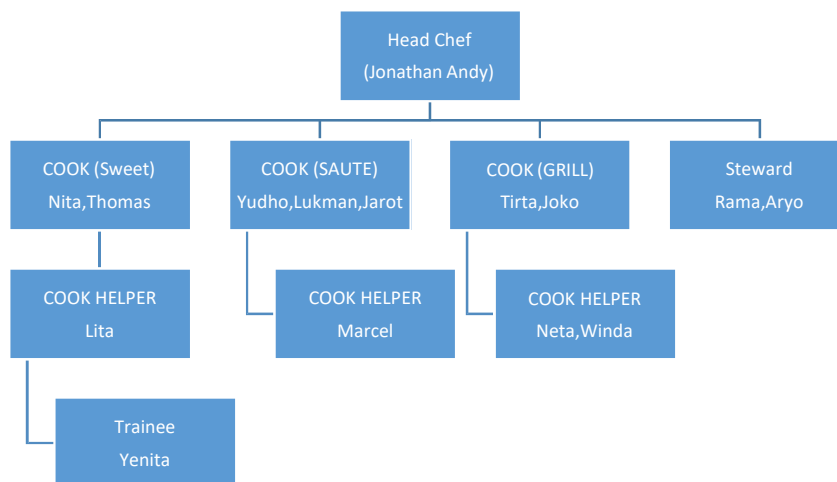 Head Chef
(Jonathan Andy)
COOK (Sweet)
Nita,Thomas
COOK (SAUTE)
Yudho,Lukman,Jarot
COOK (GRILL)
Tirta,Joko
Steward
Rama,Aryo
COOK HELPER
Lita
COOK HELPER
Marcel
COOK HELPER
Neta,Winda
Trainee
Yenita